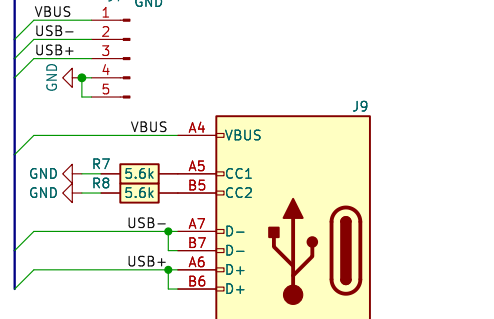 GND
VBUS 1
USB- 2
USB+ 3
GND 4
5
J9
VBUS A4 VBUS
GND R7 5.6k A5 CC1
GND R8 5.6k B5 CC2
USB- A7 D-
B7 D-
USB+ A6 D+
B6 D+